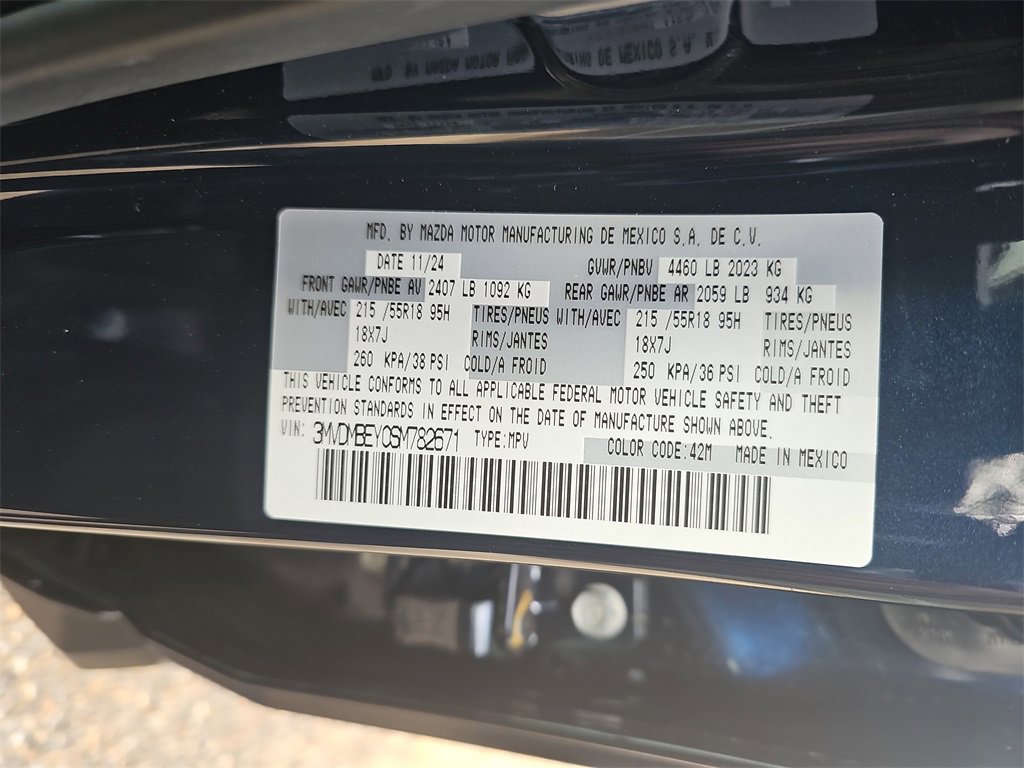 MFD. BY MAZDA MOTOR MANUFACTURING DE MEXICO S.A. DE C.V.
DATE 11/24 GVWR/PNBV 4460 LB 2023 KG
FRONT GAWR/PNBE AV 2407 LB 1092 KG REAR GAWR/PNBE AR 2059 LB 934 KG
WITH/AVEC 215 /55R18 95H TIRES/PNEUS WITH/AVEC 215 /55R18 95H TIRES/PNEUS
18X7J RIMS/JANTES 18X7J RIMS/JANTES
260 KPA/38 PSI COLD/A FROID 250 KPA/36 PSI COLD/A FROID
THIS VEHICLE CONFORMS TO ALL APPLICABLE FEDERAL MOTOR VEHICLE SAFETY AND THEFT
PREVENTION STANDARDS IN EFFECT ON THE DATE OF MANUFACTURE SHOWN ABOVE.
VIN: 3MVDMBEY0SM782671 TYPE:MPV COLOR CODE:42M MADE IN MEXICO